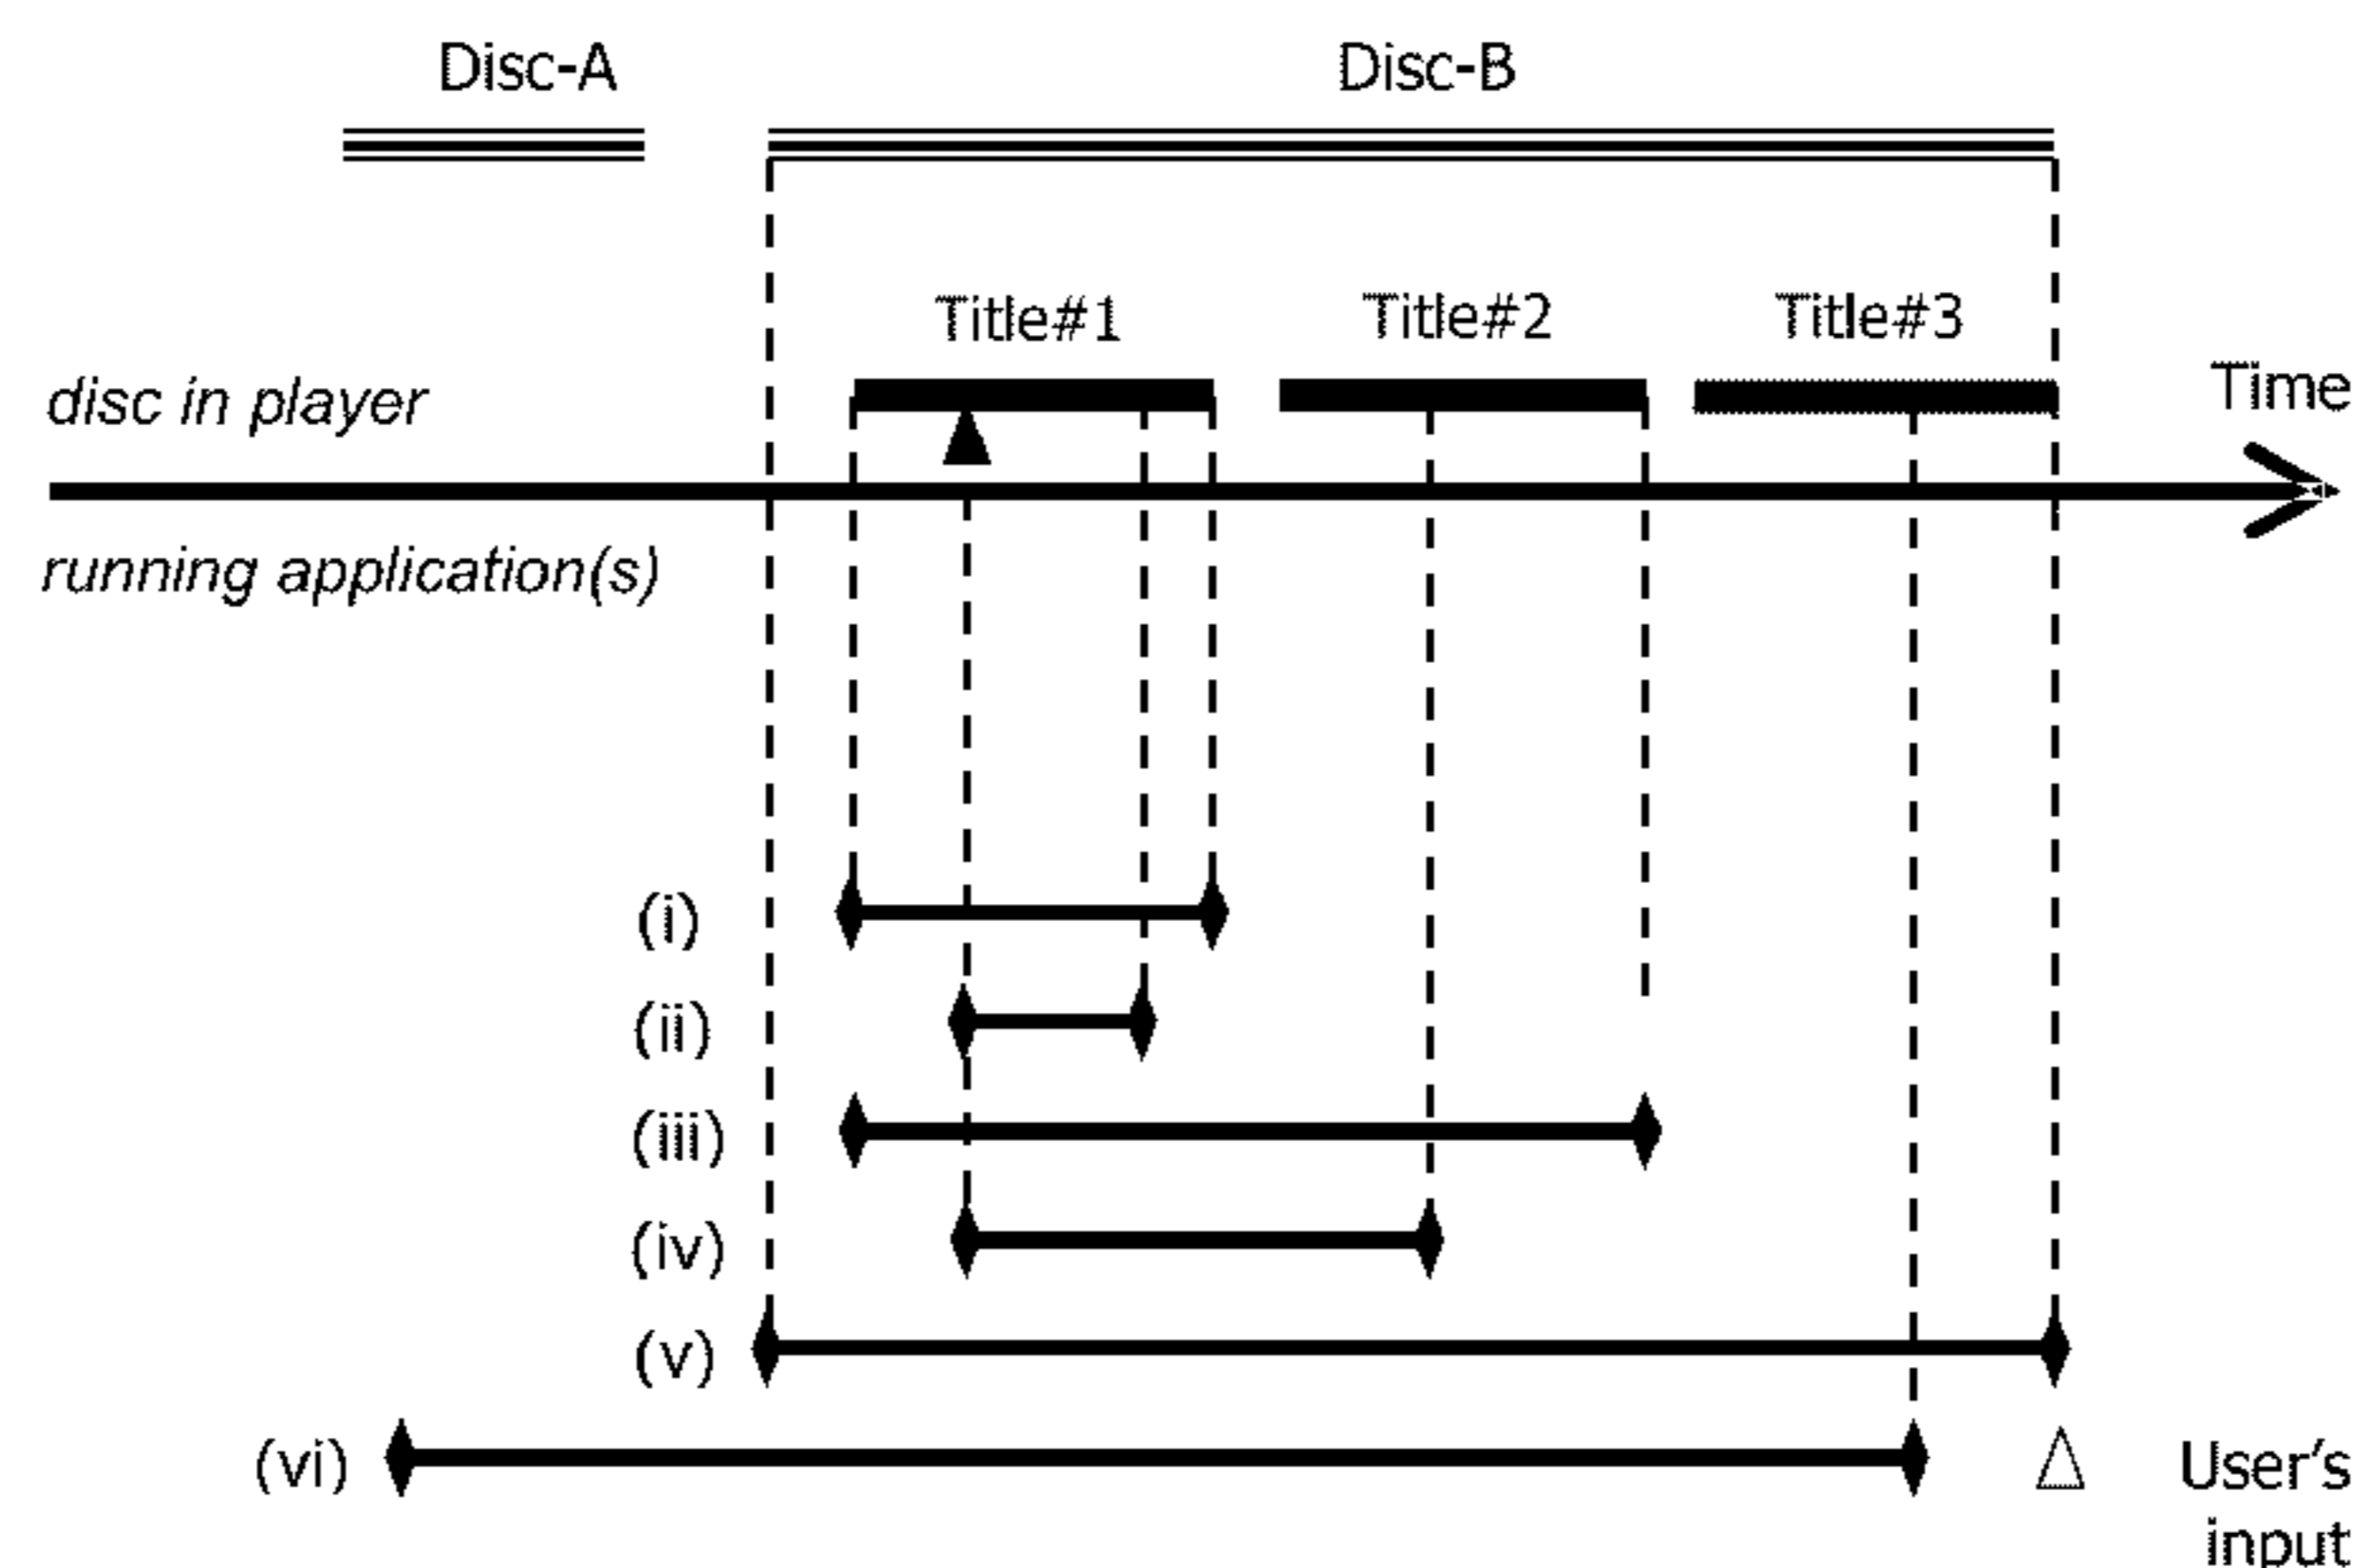 Disc-A
Disc-B
Title#1
Title#2
Title#3
disc in player
Time
running application(s)
(i)
(ii)
(iii)
(iv)
(v)
(vi)
User's
input